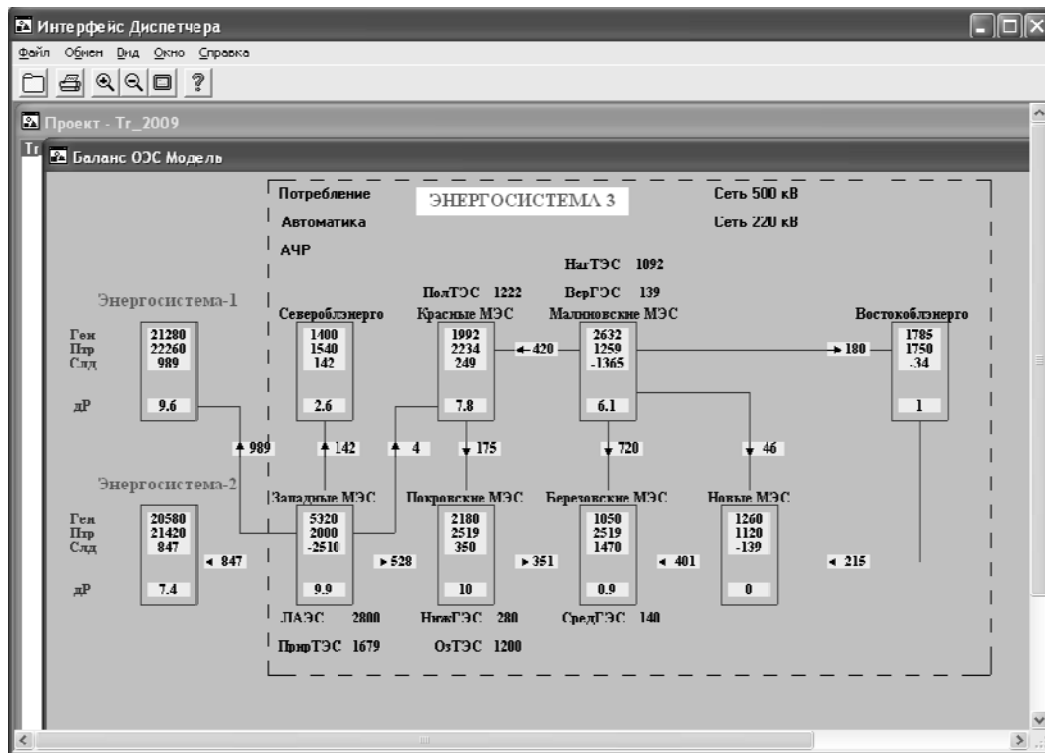 Интерфейс Диспетчера
Файл Обмен Вид Окно Справка
Проект - Tr_2009
Tr
Баланс ОЭС Модель
Потребление ЭНЕРГОСИСТЕМА 3 Сеть 500 кВ
Автоматика Сеть 220 кВ
АЧР
НагТЭС 1092
ПолТЭС 1222 ВерГЭС 139
Энергосистема-1
Североблэнерго Красные МЭС Малиновские МЭС Востокоблэнерго
Ген 21280 1400 1992 2632 1785
Птр 22260 1540 2234 1259 1750
Слд 989 142 249 -1365 -34
420 180
дР 9.6 2.6 7.8 6.1 1
989 142 4 175 720 46
Энергосистема-2
Западные МЭС Покровские МЭС Березовские МЭС Новые МЭС
Ген 20580 5320 2180 1050 1260
Птр 21420 2000 2519 2519 1120
Слд 847 -2510 350 1470 -139
847 528 351 401 215
дР 7.4 9.9 10 0.9 0
ЛАЭС 2800 НижГЭС 280 СредГЭС 140
ПрирТЭС 1679 ОзТЭС 1200